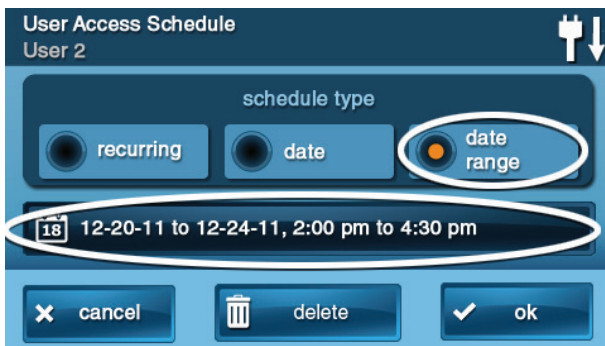 User Access Schedule
User 2
schedule type
recurring
date
date
range
18
12-20-11 to 12-24-11, 2:00 pm to 4:30 pm
cancel
delete
ok